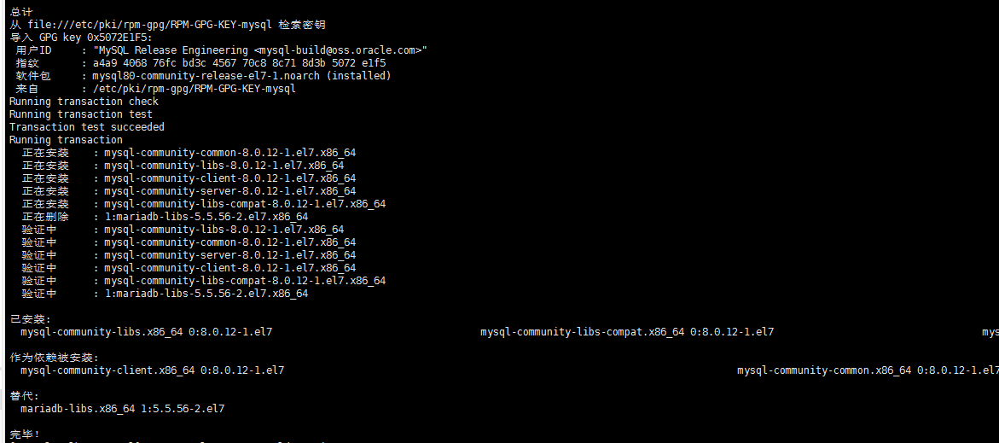 总计
从 file:///etc/pki/rpm-gpg/RPM-GPG-KEY-mysql 检索密钥
导入 GPG key 0x5072E1F5:
用户ID : "MySQL Release Engineering <mysql-build@oss.oracle.com>"
指纹 : a4a9 4068 76fc bd3c 4567 70c8 8c71 8d3b 5072 e1f5
软件包 : mysql80-community-release-el7-1.noarch (installed)
来自 : /etc/pki/rpm-gpg/RPM-GPG-KEY-mysql
Running transaction check
Running transaction test
Transaction test succeeded
Running transaction
正在安装 : mysql-community-common-8.0.12-1.el7.x86_64
正在安装 : mysql-community-libs-8.0.12-1.el7.x86_64
正在安装 : mysql-community-client-8.0.12-1.el7.x86_64
正在安装 : mysql-community-server-8.0.12-1.el7.x86_64
正在安装 : mysql-community-libs-compat-8.0.12-1.el7.x86_64
正在删除 : 1:mariadb-libs-5.5.56-2.el7.x86_64
验证中 : mysql-community-libs-8.0.12-1.el7.x86_64
验证中 : mysql-community-common-8.0.12-1.el7.x86_64
验证中 : mysql-community-server-8.0.12-1.el7.x86_64
验证中 : mysql-community-client-8.0.12-1.el7.x86_64
验证中 : mysql-community-libs-compat-8.0.12-1.el7.x86_64
验证中 : 1:mariadb-libs-5.5.56-2.el7.x86_64
已安装:
mysql-community-libs.x86_64 0:8.0.12-1.el7 mysql-community-libs-compat.x86_64 0:8.0.12-1.el7 mys
作为依赖被安装:
mysql-community-client.x86_64 0:8.0.12-1.el7 mysql-community-common.x86_64 0:8.0.12-1.el7
替代:
mariadb-libs.x86_64 1:5.5.56-2.el7
完毕！